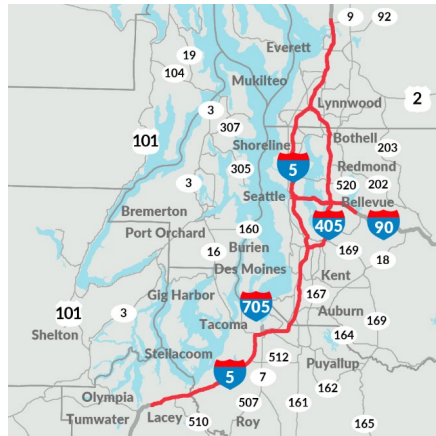 9 92
Everett
19
104
Mukilteo
Lynnwood
2
3
307
101
Bothell
203
Shoreline
5
Redmond
305
520 202
3
Seattle
Bellevue
Bremerton
405
90
Port Orchard
160
Burien
169
16
18
Des Moines
Kent
Gig Harbor
167
705
101
3
Auburn
169
Shelton
Tacoma
164
Steilacoom
512
Puyallup
5
7
162
Olympia
507
161
Tumwater
Lacey
510
Roy
165